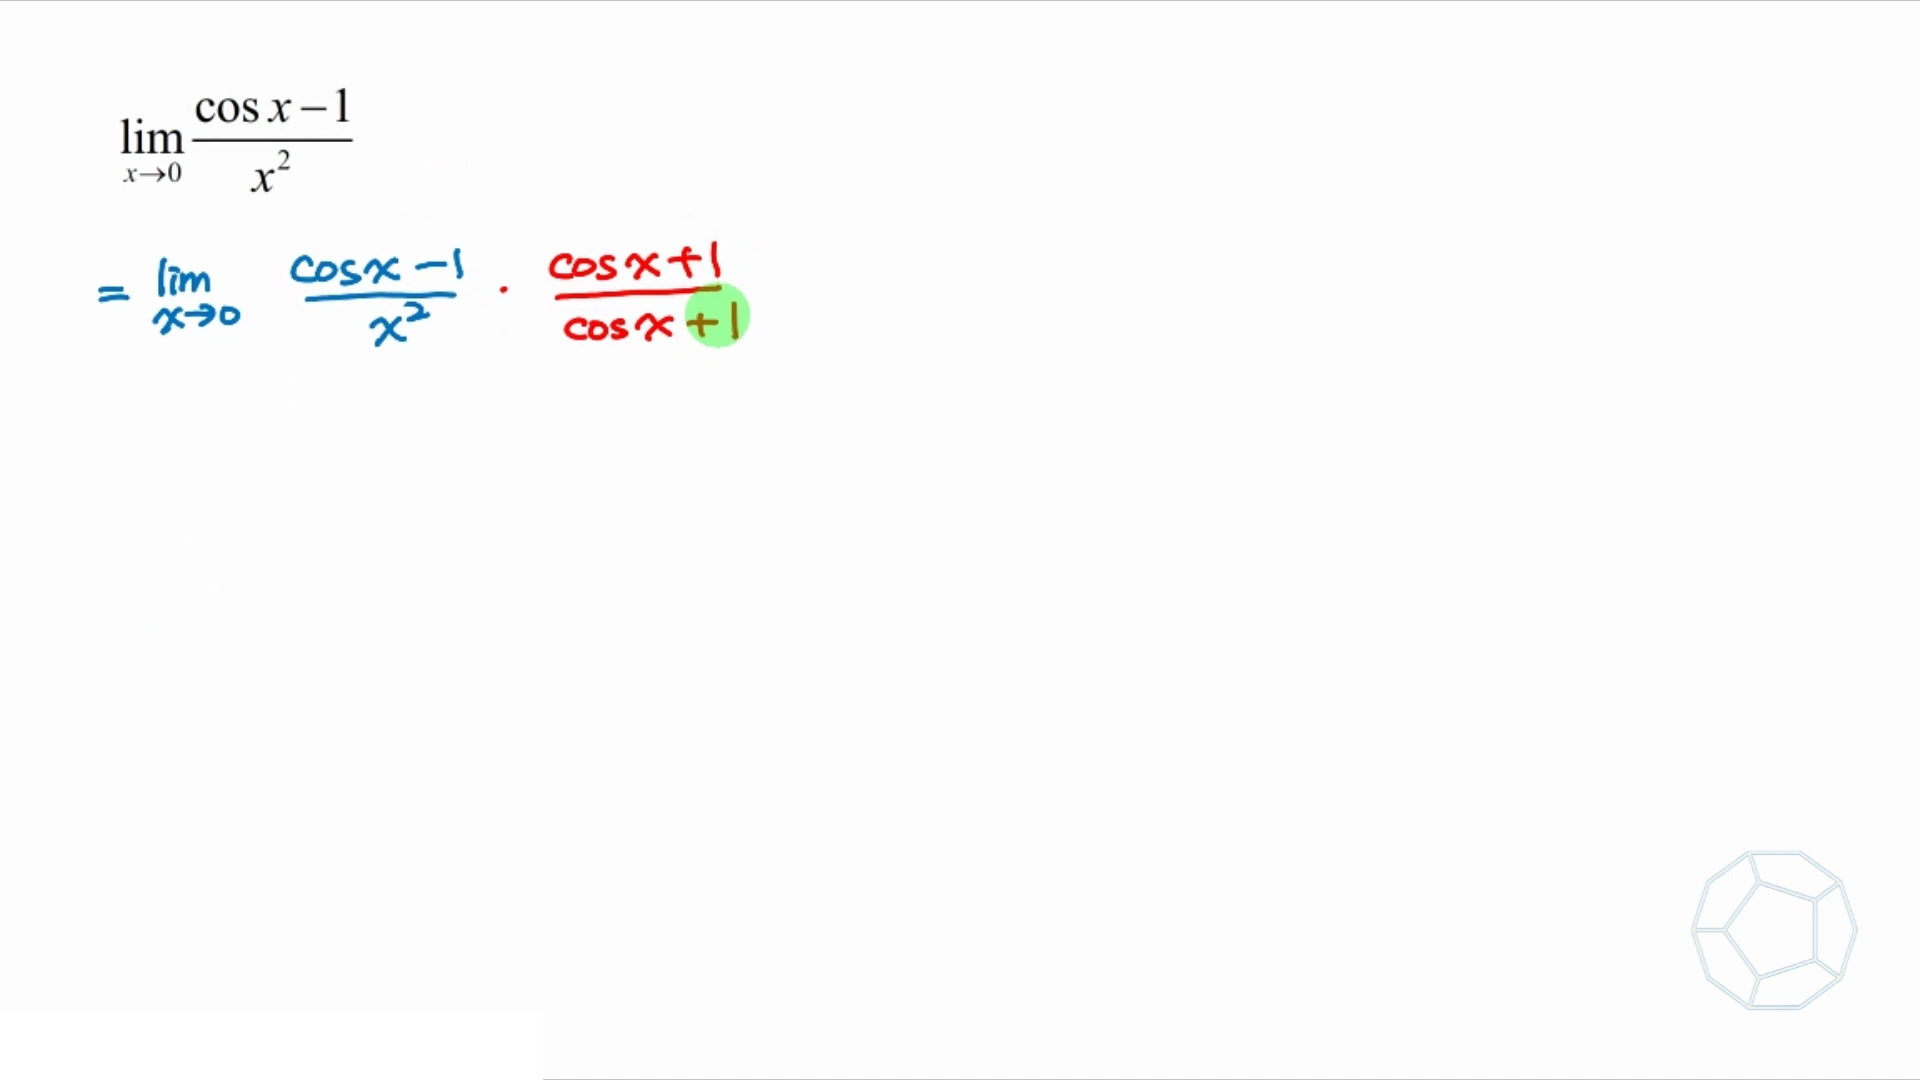 lim x→0 cos x − 1 / x²
= lim x→0 cosx − 1 / x² · cosx + 1 / cosx + 1